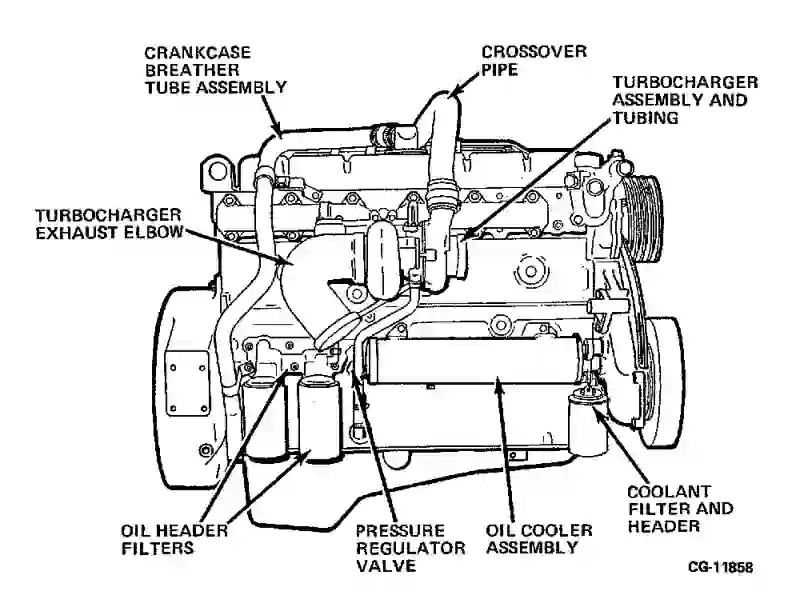 CRANKCASE
BREATHER
TUBE ASSEMBLY
CROSSOVER
PIPE
TURBOCHARGER
ASSEMBLY AND
TUBING
TURBOCHARGER
EXHAUST ELBOW
OIL HEADER
FILTERS
PRESSURE
REGULATOR
VALVE
OIL COOLER
ASSEMBLY
COOLANT
FILTER AND
HEADER
CG-11858